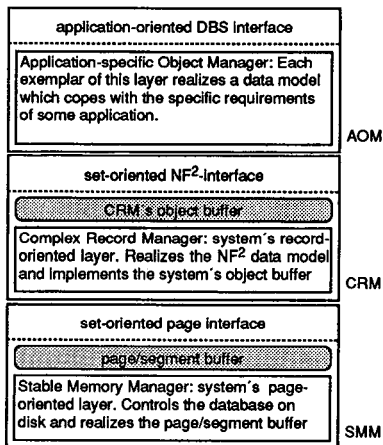 application-oriented DBS interface
Application-specific Object Manager: Each
exemplar of this layer realizes a data model
which copes with the specific requirements
of some application.
AOM
set-oriented NF²-interface
CRM´s object buffer
Complex Record Manager: system´s record-
oriented layer. Realizes the NF² data model
and implements the system´s object buffer
CRM
set-oriented page interface
page/segment buffer
Stable Memory Manager: system´s page-
oriented layer. Controls the database on
disk and realizes the page/segment buffer
SMM